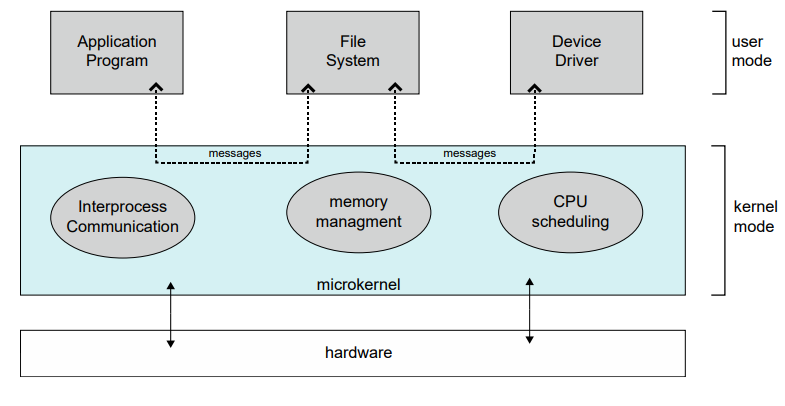 Application
Program
File
System
Device
Driver
user
mode
messages
messages
Interprocess
Communication
memory
managment
CPU
scheduling
kernel
mode
microkernel
hardware